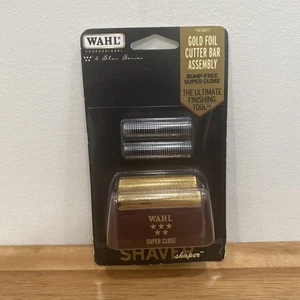 WAHL
PROFESSIONAL
5 Star Series
GOLD FOIL
CUTTER BAR
ASSEMBLY
BUMP-FREE
SUPER CLOSE
THE ULTIMATE
FINISHING
TOOL
WAHL
SUPER CLOSE
SHAVER
shaper™